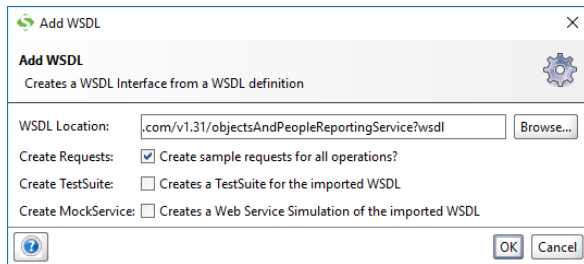 Add WSDL
Add WSDL
Creates a WSDL Interface from a WSDL definition
WSDL Location: .com/v1.31/objectsAndPeopleReportingService?wsdl Browse...
Create Requests: Create sample requests for all operations?
Create TestSuite: Creates a TestSuite for the imported WSDL
Create MockService: Creates a Web Service Simulation of the imported WSDL
? OK Cancel